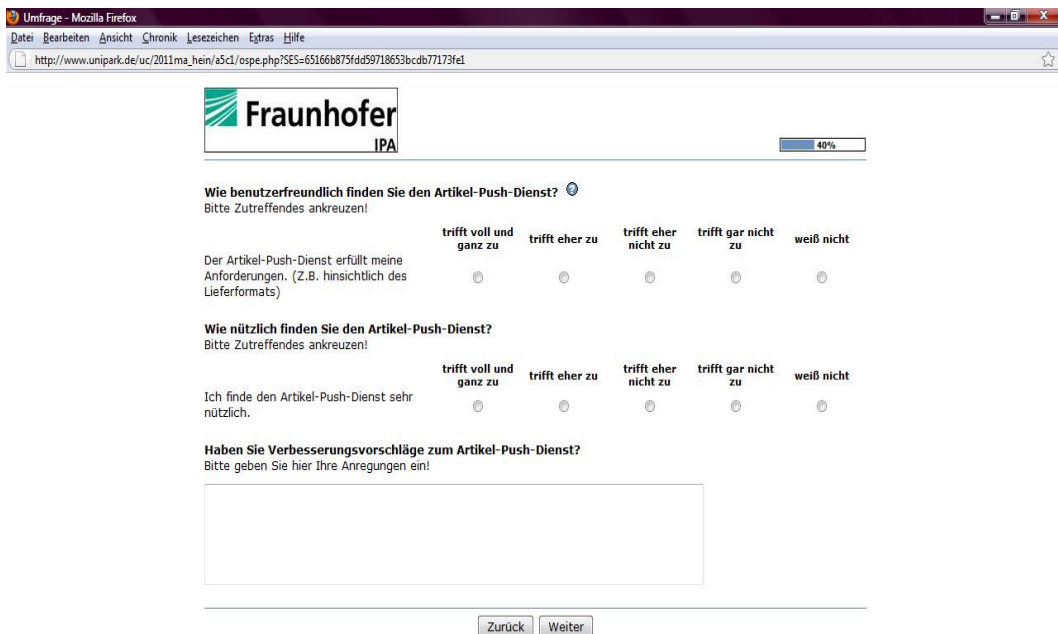 Umfrage - Mozilla Firefox
Datei Bearbeiten Ansicht Chronik Lesezeichen Extras Hilfe
http://www.unipark.de/uc/2011ma_hein/a5c1/ospe.php?SES=65166b875fdd59718653bcdb77173fe1
Fraunhofer
IPA
40%
Wie benutzerfreundlich finden Sie den Artikel-Push-Dienst? ?
Bitte Zutreffendes ankreuzen!
trifft voll und ganz zu
trifft eher zu
trifft eher nicht zu
trifft gar nicht zu
weiß nicht
Der Artikel-Push-Dienst erfüllt meine
Anforderungen. (Z.B. hinsichtlich des
Lieferformats)
Wie nützlich finden Sie den Artikel-Push-Dienst?
Bitte Zutreffendes ankreuzen!
trifft voll und ganz zu
trifft eher zu
trifft eher nicht zu
trifft gar nicht zu
weiß nicht
Ich finde den Artikel-Push-Dienst sehr
nützlich.
Haben Sie Verbesserungsvorschläge zum Artikel-Push-Dienst?
Bitte geben Sie hier Ihre Anregungen ein!
Zurück Weiter